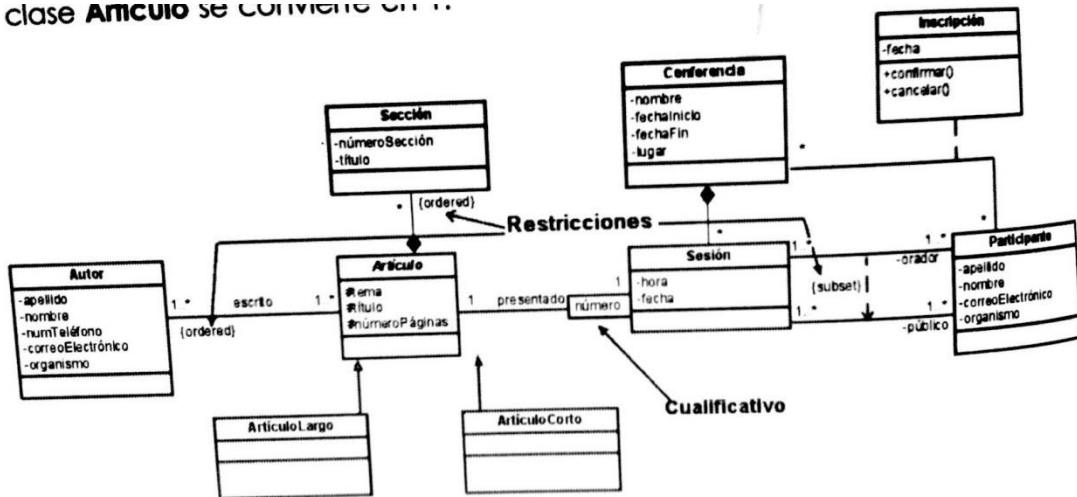 clase Artículo se convierte en 1.
Inscripción
-fecha
+confirmar()
+cancelar()
Conferencia
-nombre
-fechaInicio
-fechaFin
-lugar
Sección
-númeroSección
-título
*
*
{ordered}
Restricciones
*
*
Autor
-apellido
-nombre
-numTeléfono
-correoElectrónico
-organismo
1..*
escrito
1..*
{ordered}
Artículo
#tema
#título
#númeroPáginas
1
presentado
1
número
Sesión
-hora
-fecha
1..*
1..*
-orador
{subset}
1..*
1..*
-público
Participante
-apellido
-nombre
-correoElectrónico
-organismo
Cualificativo
ArtículoLargo
ArtículoCorto